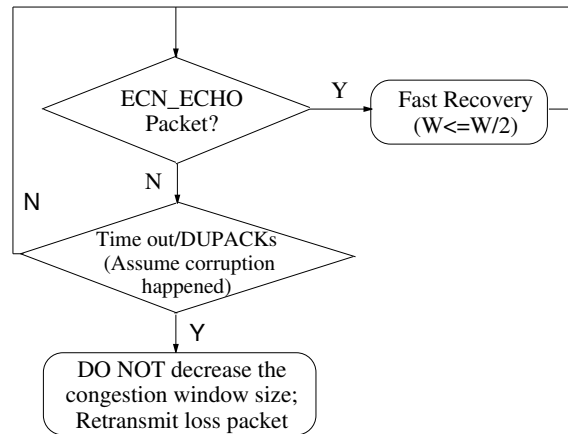 ECN_ECHO
Packet?
Y
Fast Recovery
(W<=W/2)
N
N
Time out/DUPACKs
(Assume corruption
happened)
Y
DO NOT decrease the
congestion window size;
Retransmit loss packet